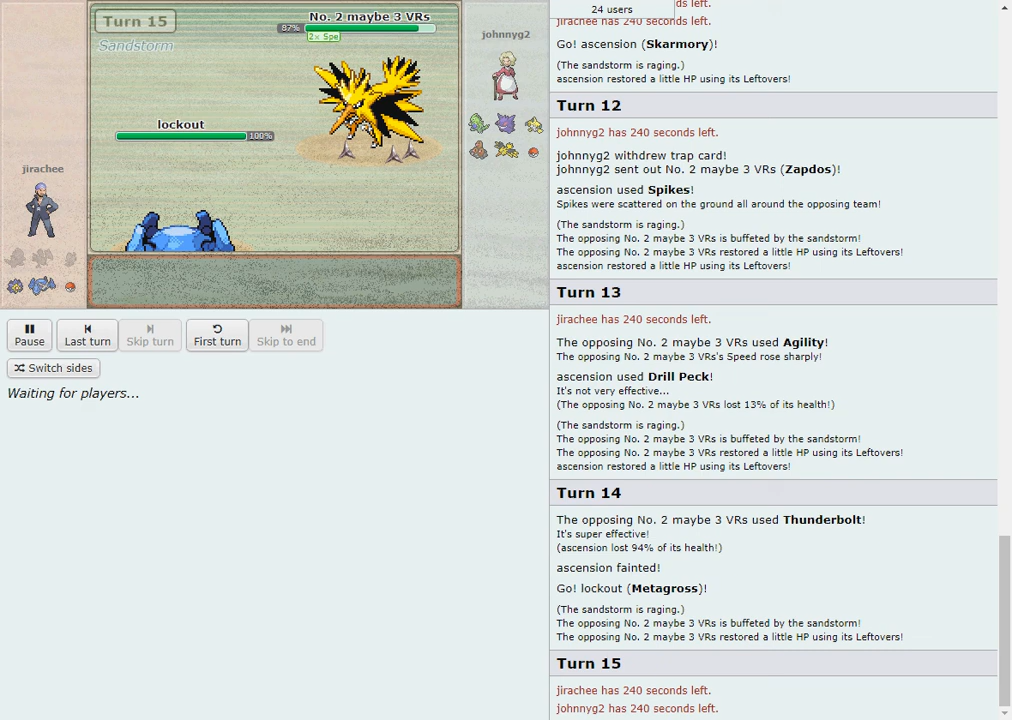 Turn 15
Sandstorm
No. 2 maybe 3 VRs
87%
2x Spe
lockout
100%
jirachee
johnnyg2
Pause
Last turn
Skip turn
First turn
Skip to end
Switch sides
Waiting for players...
24 users
ds left.
jirachee has 240 seconds left.
Go! ascension (Skarmory)!
(The sandstorm is raging.)
ascension restored a little HP using its Leftovers!
Turn 12
johnnyg2 has 240 seconds left.
johnnyg2 withdrew trap card!
johnnyg2 sent out No. 2 maybe 3 VRs (Zapdos)!
ascension used Spikes!
Spikes were scattered on the ground all around the opposing team!
(The sandstorm is raging.)
The opposing No. 2 maybe 3 VRs is buffeted by the sandstorm!
The opposing No. 2 maybe 3 VRs restored a little HP using its Leftovers!
ascension restored a little HP using its Leftovers!
Turn 13
jirachee has 240 seconds left.
The opposing No. 2 maybe 3 VRs used Agility!
The opposing No. 2 maybe 3 VRs's Speed rose sharply!
ascension used Drill Peck!
It's not very effective...
(The opposing No. 2 maybe 3 VRs lost 13% of its health!)
(The sandstorm is raging.)
The opposing No. 2 maybe 3 VRs is buffeted by the sandstorm!
The opposing No. 2 maybe 3 VRs restored a little HP using its Leftovers!
ascension restored a little HP using its Leftovers!
Turn 14
The opposing No. 2 maybe 3 VRs used Thunderbolt!
It's super effective!
(ascension lost 94% of its health!)
ascension fainted!
Go! lockout (Metagross)!
(The sandstorm is raging.)
The opposing No. 2 maybe 3 VRs is buffeted by the sandstorm!
The opposing No. 2 maybe 3 VRs restored a little HP using its Leftovers!
Turn 15
jirachee has 240 seconds left.
johnnyg2 has 240 seconds left.